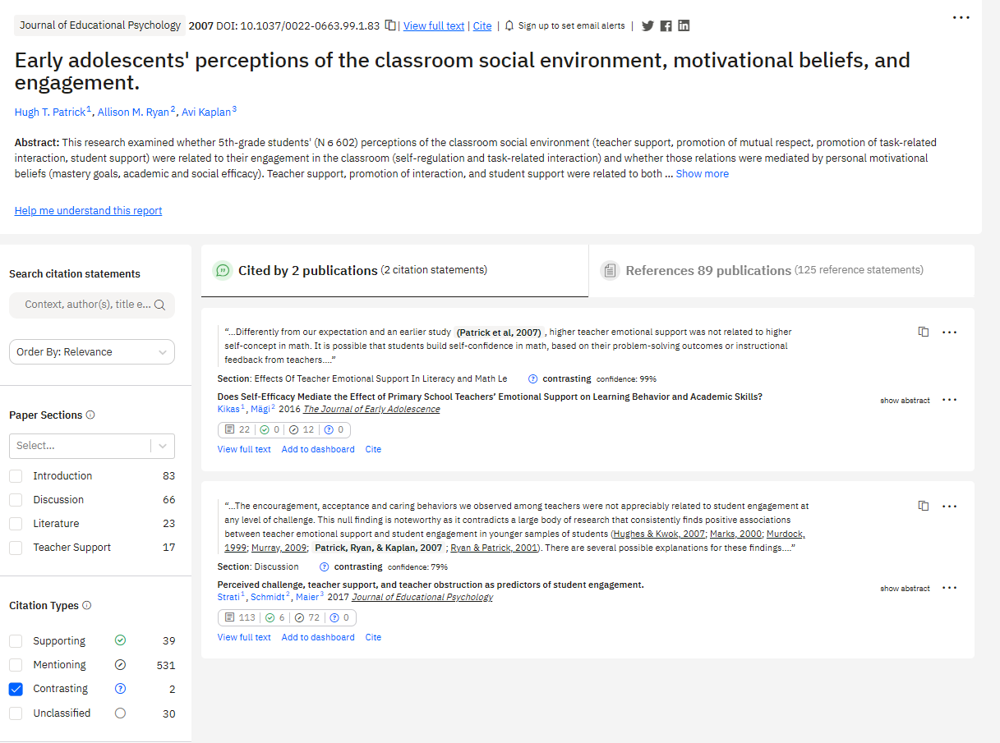 Journal of Educational Psychology 2007 DOI: 10.1037/0022-0663.99.1.83 | View full text | Cite | Sign up to set email alerts |
Early adolescents' perceptions of the classroom social environment, motivational beliefs, and
engagement.
Hugh T. Patrick1, Allison M. Ryan2, Avi Kaplan3
Abstract: This research examined whether 5th-grade students' (N ɞ 602) perceptions of the classroom social environment (teacher support, promotion of mutual respect, promotion of task-related
interaction, student support) were related to their engagement in the classroom (self-regulation and task-related interaction) and whether those relations were mediated by personal motivational
beliefs (mastery goals, academic and social efficacy). Teacher support, promotion of interaction, and student support were related to both ... Show more
Help me understand this report
Search citation statements
Context, author(s), title e...
Order By: Relevance
Paper Sections
Select...
Introduction 83
Discussion 66
Literature 23
Teacher Support 17
Citation Types
Supporting 39
Mentioning 531
Contrasting 2
Unclassified 30
Cited by 2 publications (2 citation statements)
References 89 publications (125 reference statements)
“...Differently from our expectation and an earlier study (Patrick et al, 2007) , higher teacher emotional support was not related to higher
self-concept in math. It is possible that students build self-confidence in math, based on their problem-solving outcomes or instructional
feedback from teachers....”
Section: Effects Of Teacher Emotional Support In Literacy and Math Le contrasting confidence: 99%
Does Self-Efficacy Mediate the Effect of Primary School Teachers’ Emotional Support on Learning Behavior and Academic Skills?
Kikas1, Mägi2 2016 The Journal of Early Adolescence
show abstract
22 0 12 0
View full text Add to dashboard Cite
“...The encouragement, acceptance and caring behaviors we observed among teachers were not appreciably related to student engagement at
any level of challenge. This null finding is noteworthy as it contradicts a large body of research that consistently finds positive associations
between teacher emotional support and student engagement in younger samples of students (Hughes & Kwok, 2007; Marks, 2000; Murdock,
1999; Murray, 2009; Patrick, Ryan, & Kaplan, 2007 ; Ryan & Patrick, 2001). There are several possible explanations for these findings....”
Section: Discussion contrasting confidence: 79%
Perceived challenge, teacher support, and teacher obstruction as predictors of student engagement.
Strati1, Schmidt2, Maier3 2017 Journal of Educational Psychology
show abstract
113 6 72 0
View full text Add to dashboard Cite